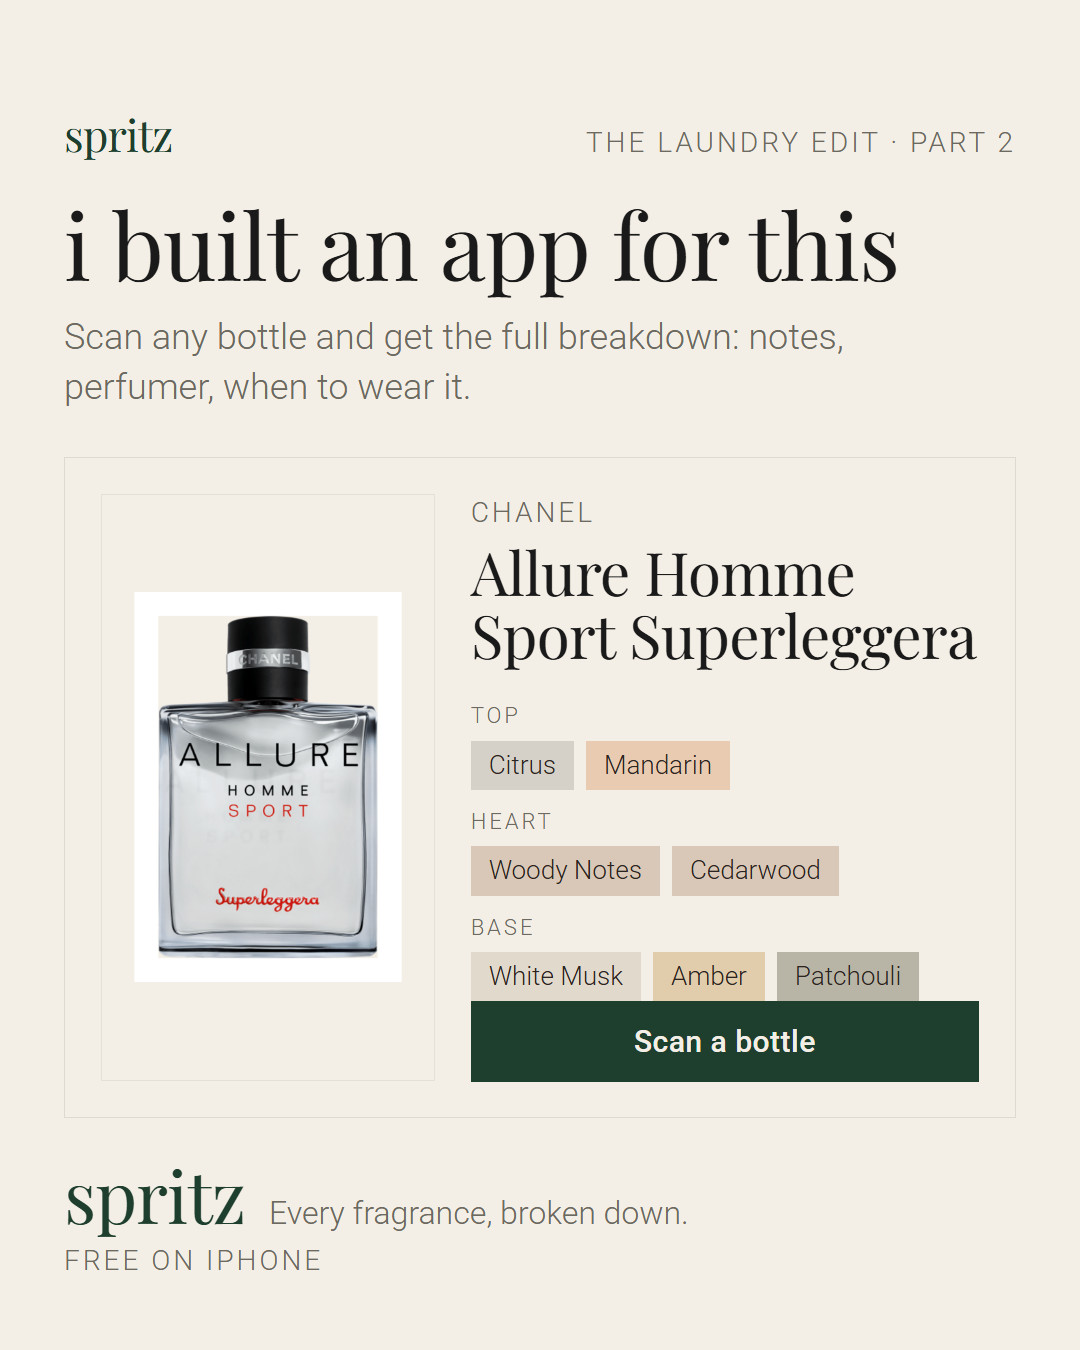 spritz
THE LAUNDRY EDIT · PART 2
i built an app for this
Scan any bottle and get the full breakdown: notes,
perfumer, when to wear it.
CHANEL
ALLURE
HOMME
SPORT
Superleggera
CHANEL
Allure Homme
Sport Superleggera
TOP
Citrus
Mandarin
HEART
Woody Notes
Cedarwood
BASE
White Musk
Amber
Patchouli
Scan a bottle
spritz
Every fragrance, broken down.
FREE ON IPHONE